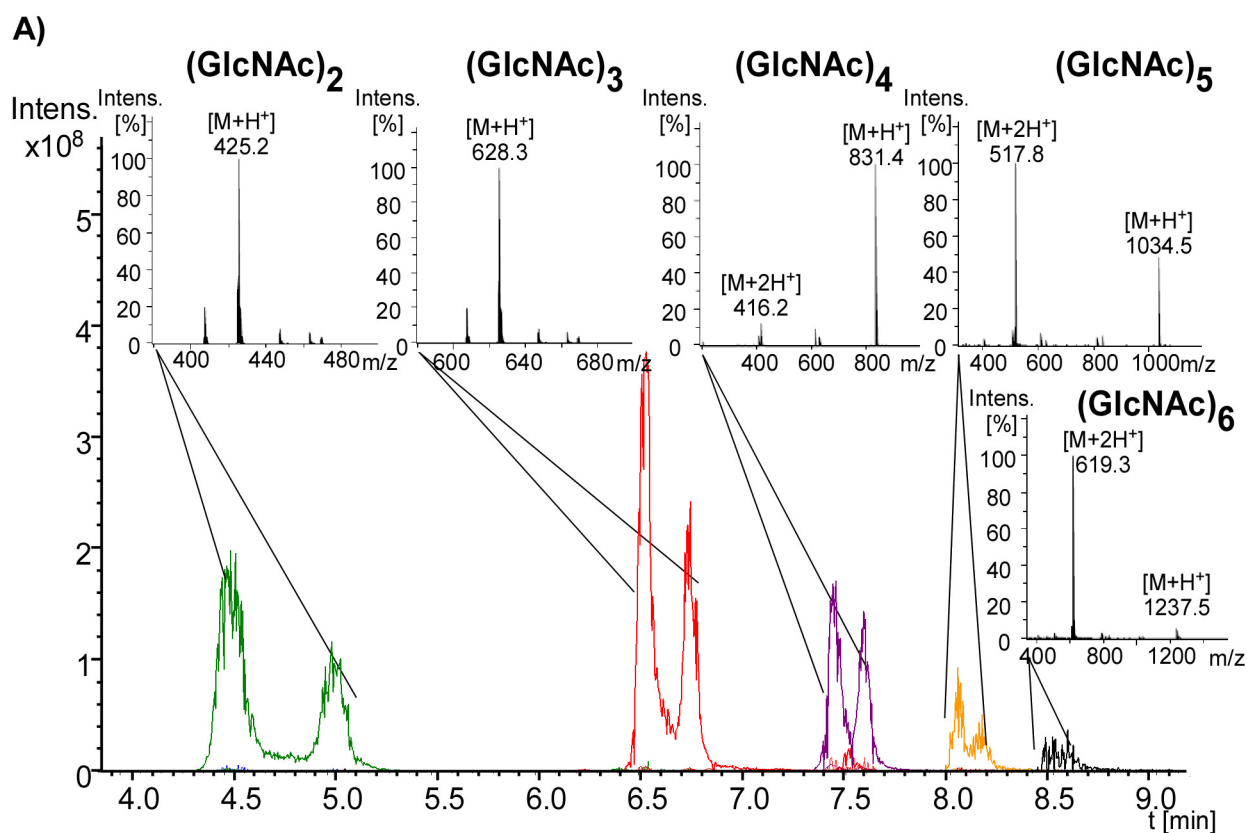 A)
(GlcNAc)2
(GlcNAc)3
(GlcNAc)4
(GlcNAc)5
Intens.
x10⁸
5
4
3
2
1
0
4.0 4.5 5.0 5.5 6.0 6.5 7.0 7.5 8.0 8.5 9.0
t [min]
Intens.
[%]
100
80
60
40
20
0
[M+H⁺]
425.2
400 440 480 m/z
Intens.
[%]
100
80
60
40
20
0
[M+H⁺]
628.3
600 640 680 m/z
Intens.
[%]
100
80
60
40
20
0
[M+H⁺]
831.4
[M+2H⁺]
416.2
400 600 800 m/z
Intens.
[%]
100
80
60
40
20
0
[M+2H⁺]
517.8
[M+H⁺]
1034.5
400 600 800 1000 m/z
(GlcNAc)6
Intens.
[%]
100
80
60
40
20
0
[M+2H⁺]
619.3
[M+H⁺]
1237.5
400 800 1200 m/z